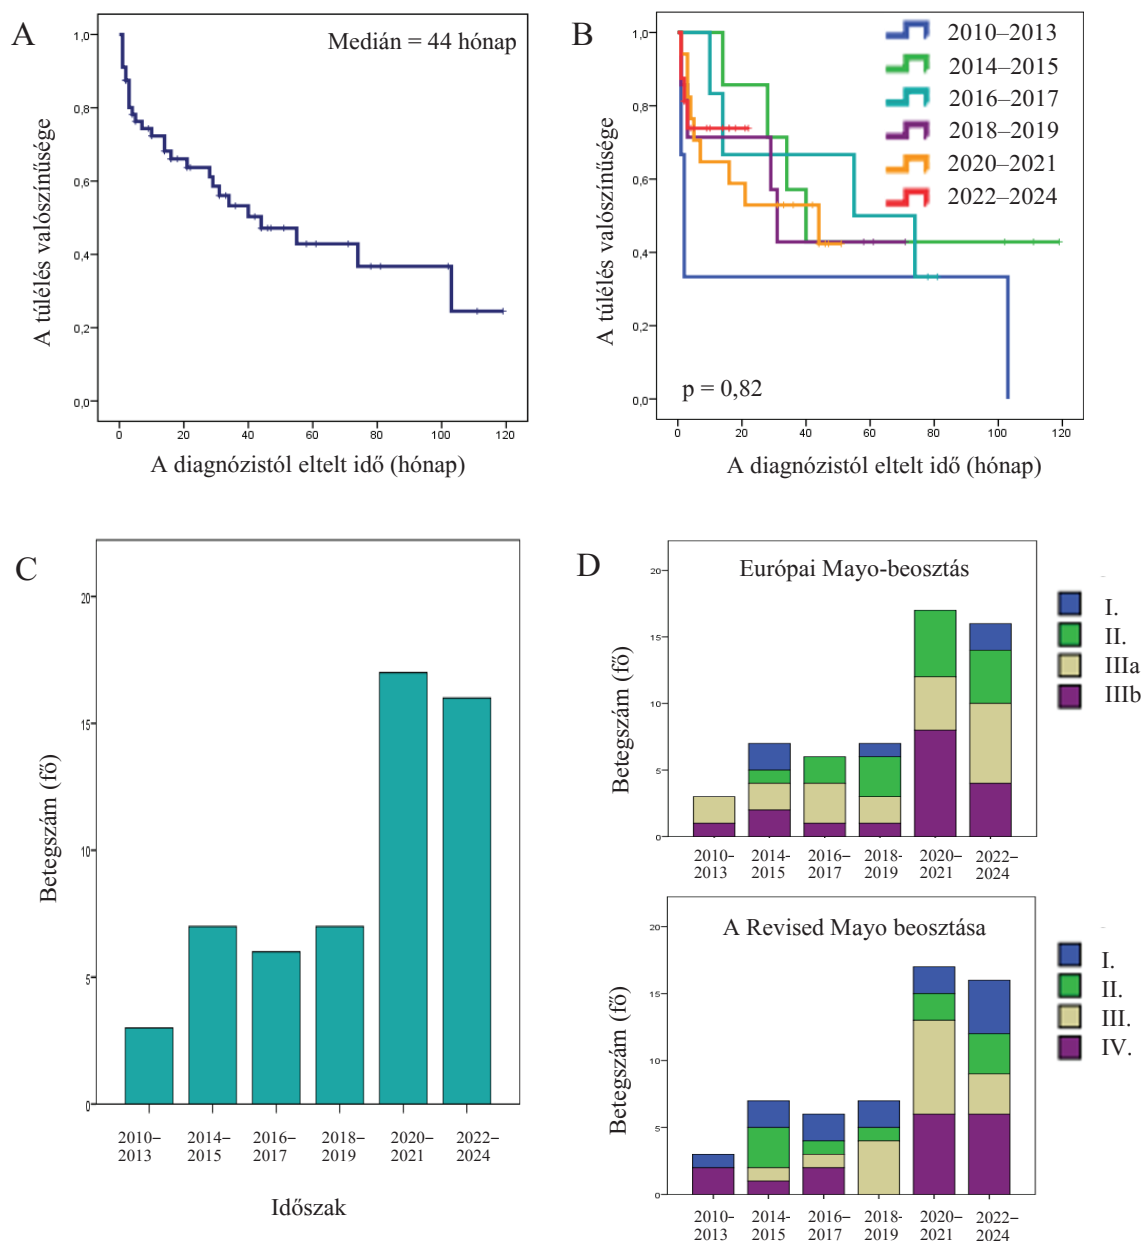 A
Medián = 44 hónap
A túlélés valószínűsége
1,0
0,8
0,6
0,4
0,2
0,0
0 20 40 60 80 100 120
A diagnózistól eltelt idő (hónap)
B
2010–2013
2014–2015
2016–2017
2018–2019
2020–2021
2022–2024
A túlélés valószínűsége
1,0
0,8
0,6
0,4
0,2
0,0
p = 0,82
0 20 40 60 80 100 120
A diagnózistól eltelt idő (hónap)
C
Betegszám (fő)
20
15
10
5
0
2010–2013
2014–2015
2016–2017
2018–2019
2020–2021
2022–2024
Időszak
D
Európai Mayo-beosztás
Betegszám (fő)
20
15
10
5
0
I.
II.
IIIa
IIIb
2010-2013
2014-2015
2016–2017
2018-2019
2020–2021
2022–2024
A Revised Mayo beosztása
Betegszám (fő)
20
15
10
5
0
I.
II.
III.
IV.
2010-2013
2014-2015
2016–2017
2018-2019
2020–2021
2022–2024